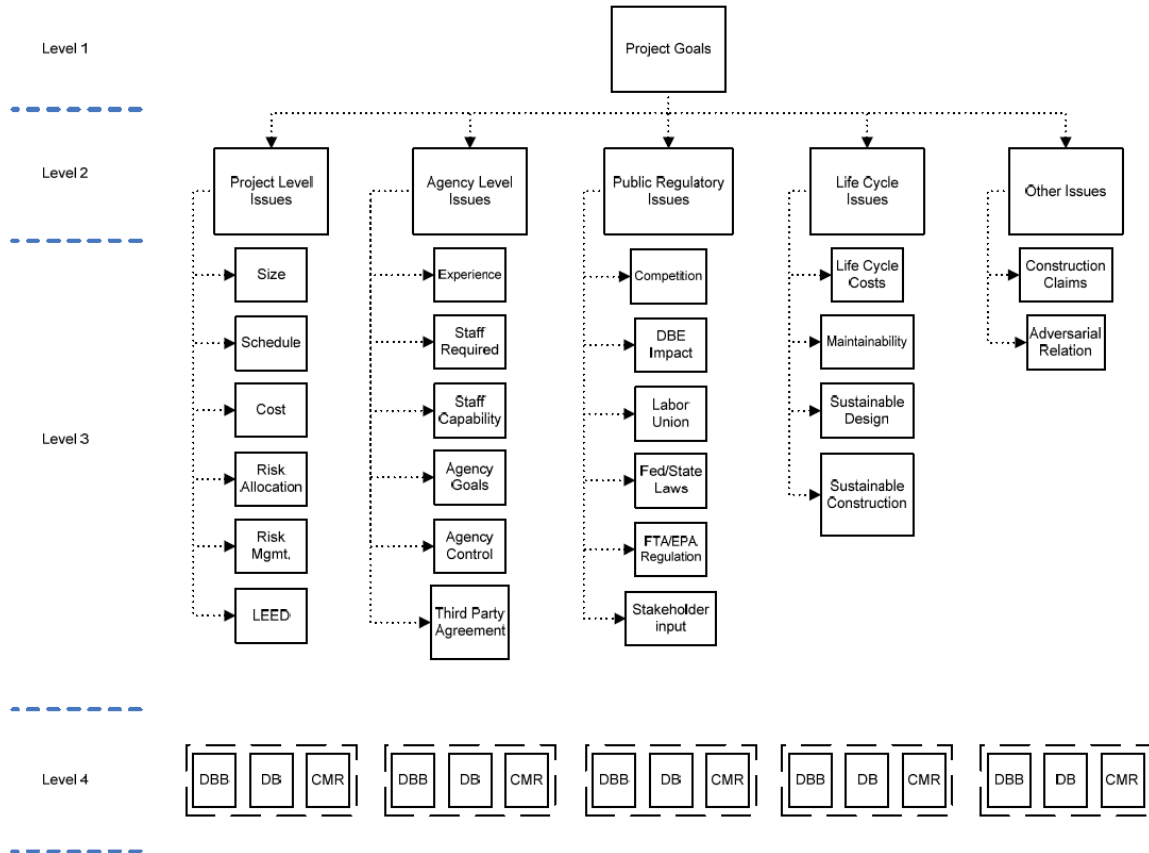 Level 1
Project Goals
Level 2
Project Level
Issues
Agency Level
Issues
Public Regulatory
Issues
Life Cycle
Issues
Other Issues
Level 3
Size
Schedule
Cost
Risk
Allocation
Risk
Mgmt.
LEED
Experience
Staff
Required
Staff
Capability
Agency
Goals
Agency
Control
Third Party
Agreement
Competition
DBE
Impact
Labor
Union
Fed/State
Laws
FTA/EPA
Regulation
Stakeholder
input
Life Cycle
Costs
Maintainability
Sustainable
Design
Sustainable
Construction
Construction
Claims
Adversarial
Relation
Level 4
DBB DB CMR
DBB DB CMR
DBB DB CMR
DBB DB CMR
DBB DB CMR